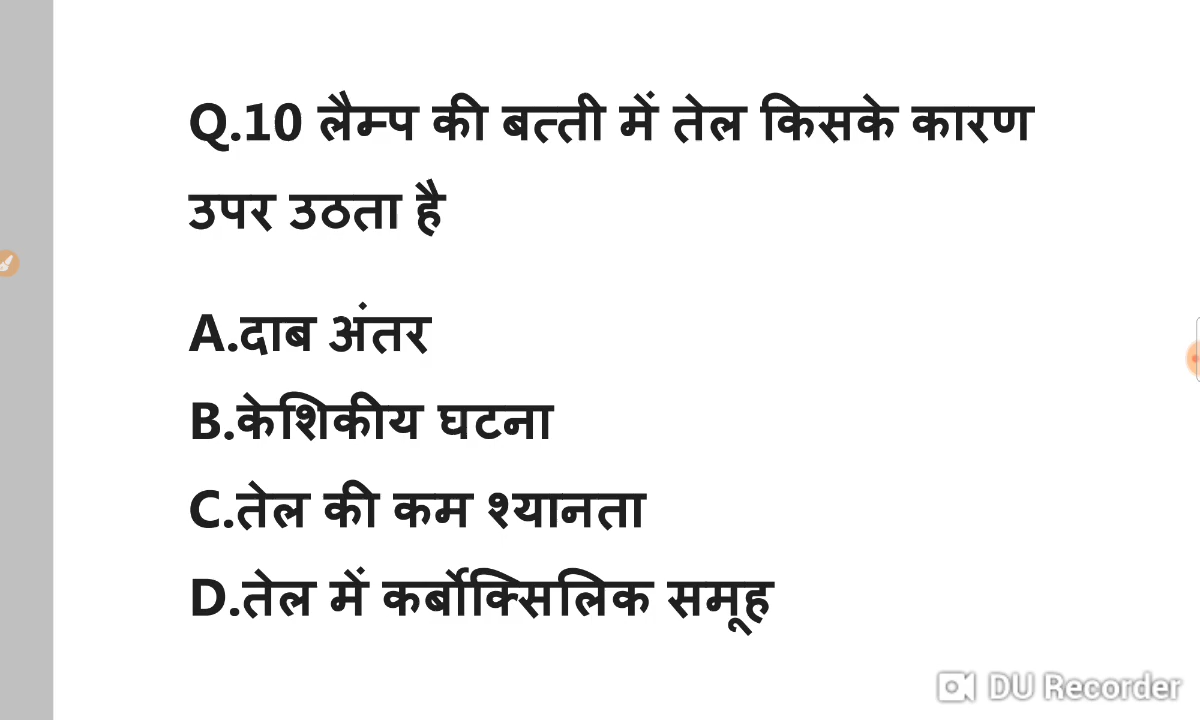 Q.10 लैम्प की बत्ती में तेल किसके कारण
उपर उठता है
A.दाब अंतर
B.केशिकीय घटना
C.तेल की कम श्यानता
D.तेल में कर्बोक्सिलिक समूह
DU Recorder